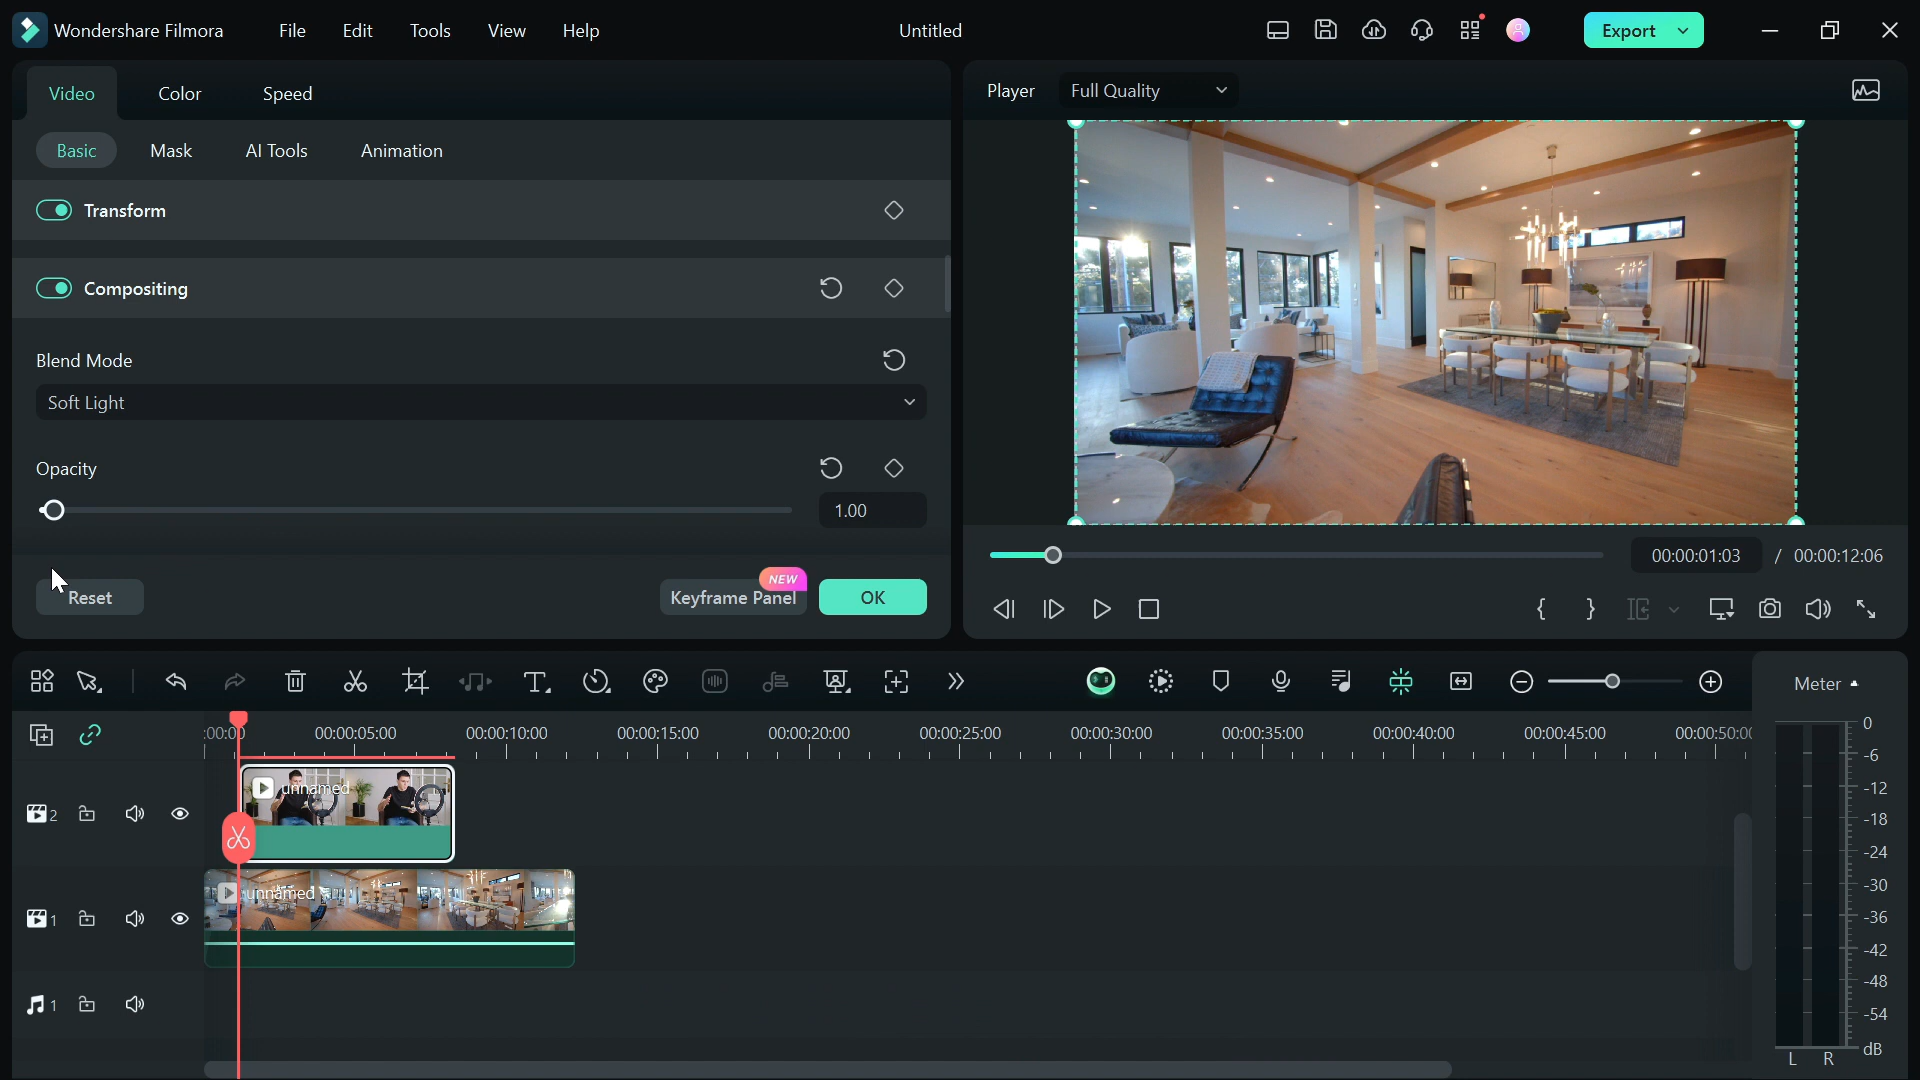 Wondershare Filmora File Edit Tools View Help Untitled Export
Video Color Speed
Player Full Quality
Basic Mask AI Tools Animation
Transform
Compositing
Blend Mode
Soft Light
Opacity
1.00
NEW
Reset Keyframe Panel OK
00:00:01:03 / 00:00:12:06
Meter
:00:00 00:00:05:00 00:00:10:00 00:00:15:00 00:00:20:00 00:00:25:00 00:00:30:00 00:00:35:00 00:00:40:00 00:00:45:00 00:00:50:00
2
unnamed
1
unnamed
1
0
-6
-12
-18
-24
-30
-36
-42
-48
-54
dB
L R